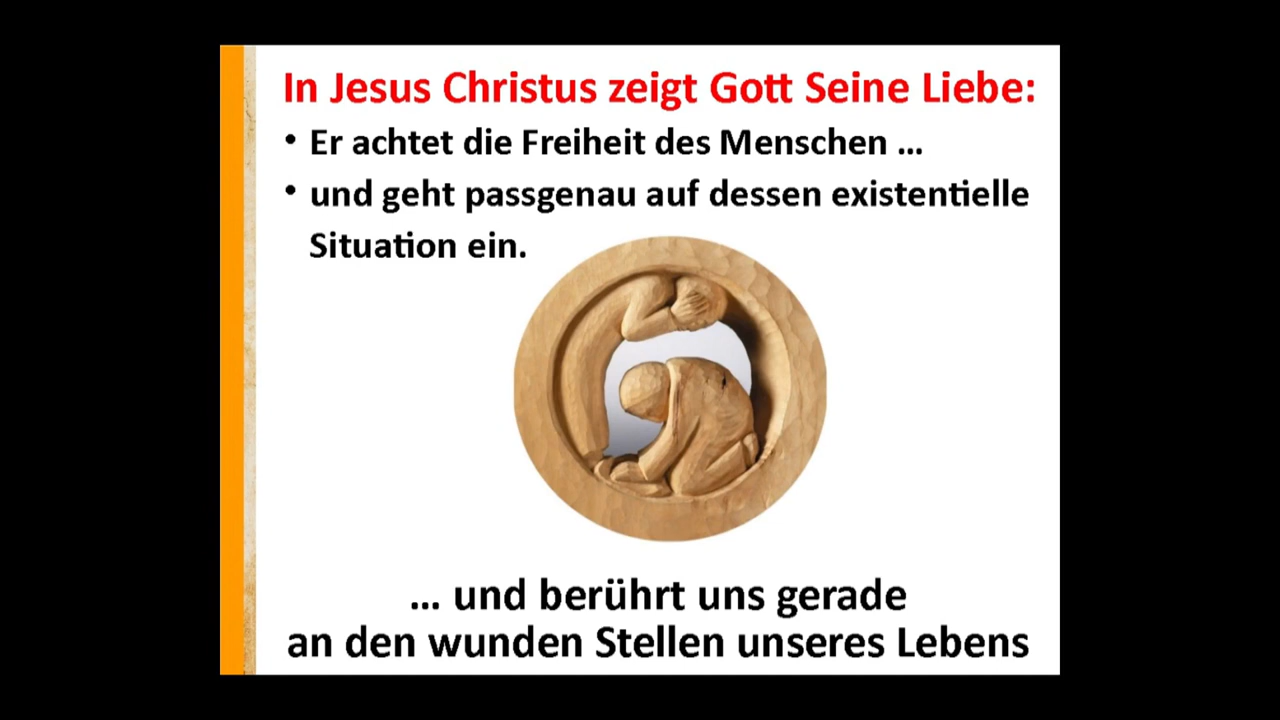 In Jesus Christus zeigt Gott Seine Liebe:
• Er achtet die Freiheit des Menschen ...
• und geht passgenau auf dessen existentielle
Situation ein.
... und berührt uns gerade
an den wunden Stellen unseres Lebens